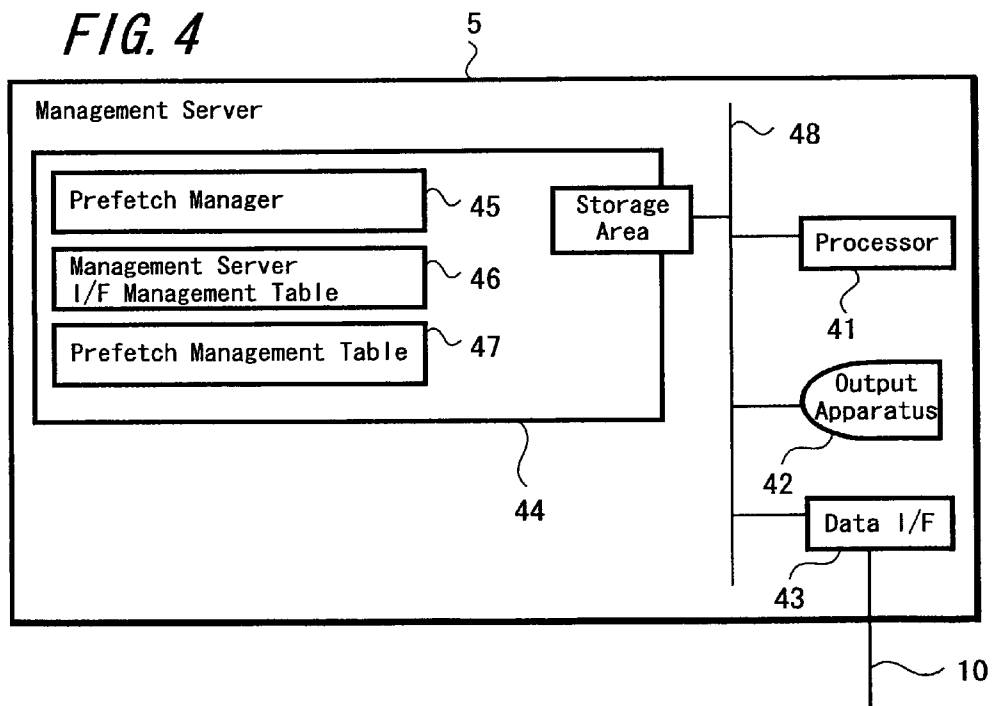 FIG. 4
5
Management Server
48
Prefetch Manager
45
Storage
Area
Processor
41
Management Server
I/F Management Table
46
Prefetch Management Table
47
Output
Apparatus
42
44
Data I/F
43
10